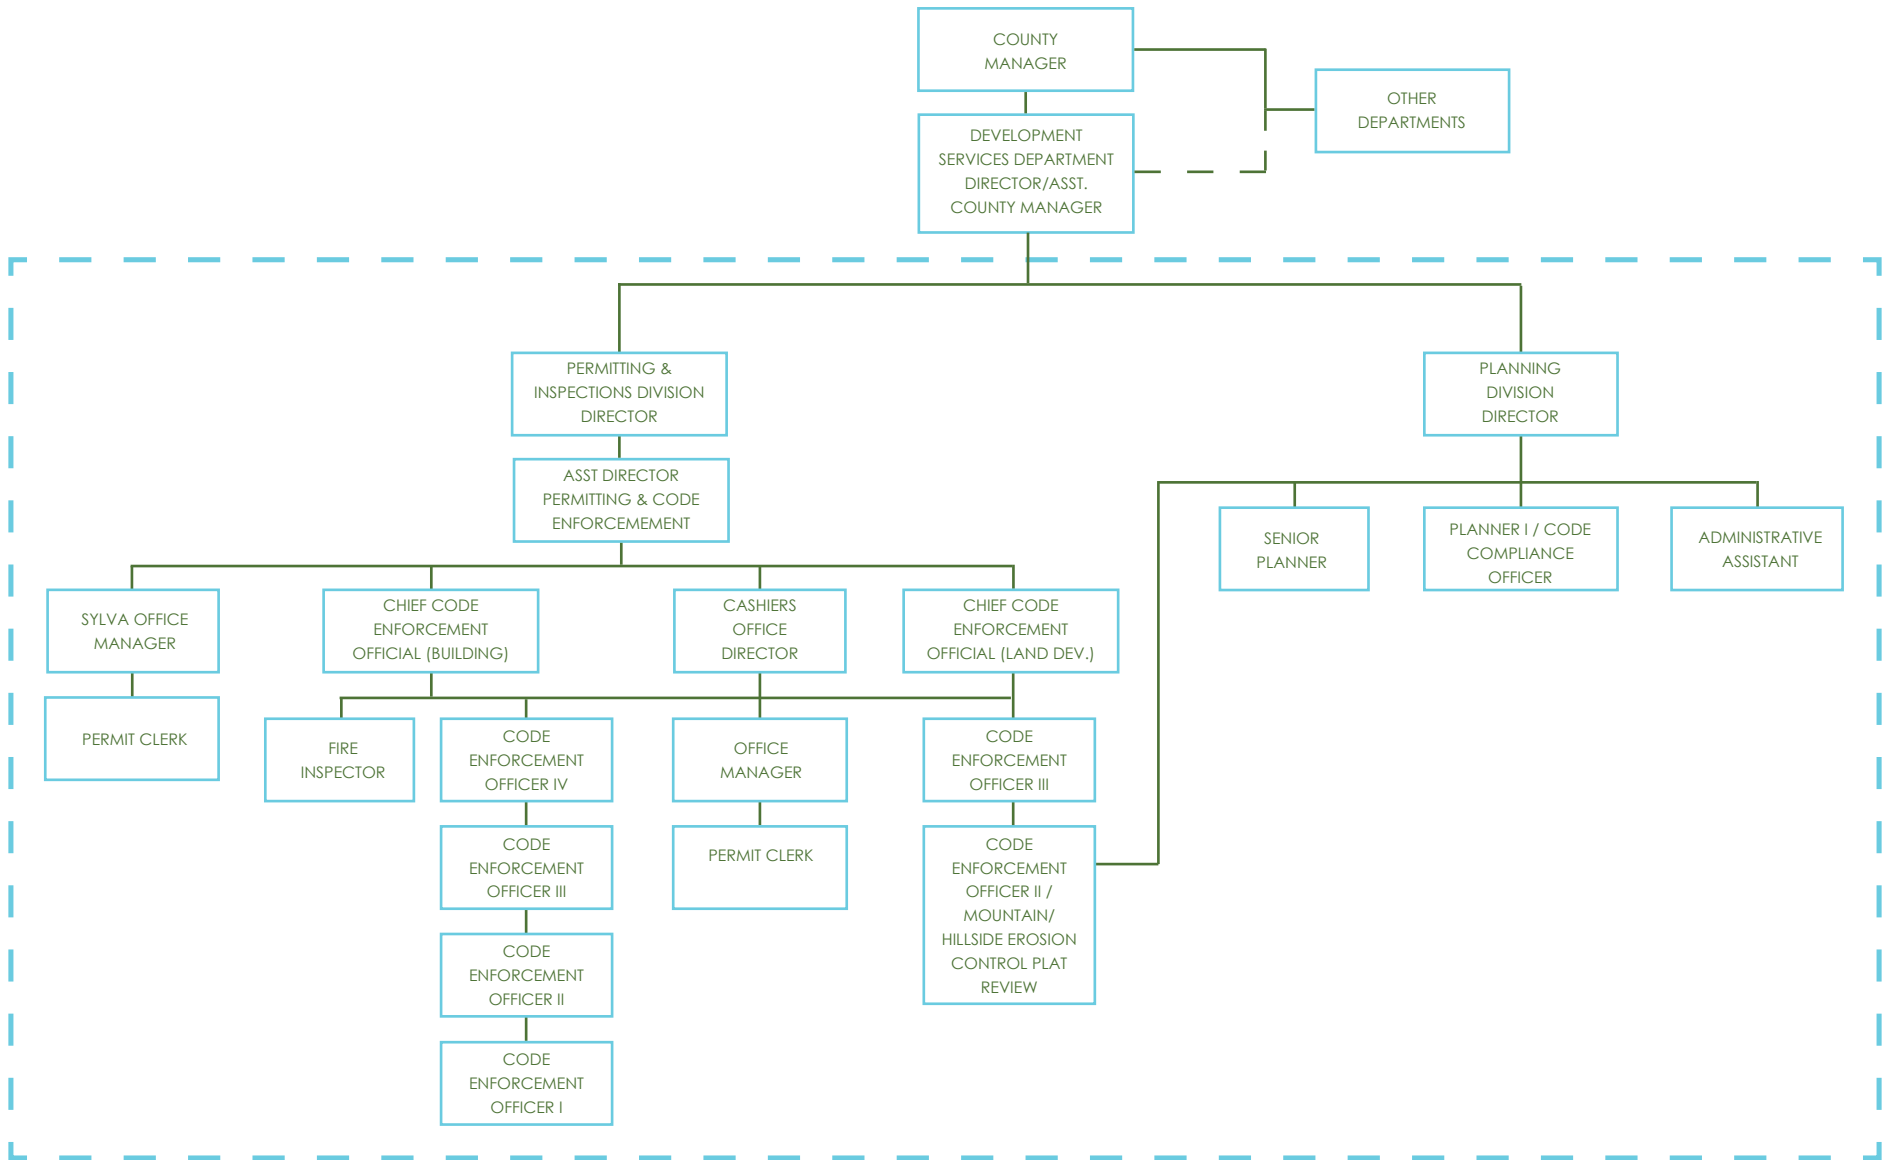 COUNTY
MANAGER
OTHER
DEPARTMENTS
DEVELOPMENT
SERVICES DEPARTMENT
DIRECTOR/ASST.
COUNTY MANAGER
PERMITTING &
INSPECTIONS DIVISION
DIRECTOR
PLANNING
DIVISION
DIRECTOR
ASST DIRECTOR
PERMITTING & CODE
ENFORCEMEMENT
SENIOR
PLANNER
PLANNER I / CODE
COMPLIANCE
OFFICER
ADMINISTRATIVE
ASSISTANT
SYLVA OFFICE
MANAGER
CHIEF CODE
ENFORCEMENT
OFFICIAL (BUILDING)
CASHIERS
OFFICE
DIRECTOR
CHIEF CODE
ENFORCEMENT
OFFICIAL (LAND DEV.)
PERMIT CLERK
FIRE
INSPECTOR
CODE
ENFORCEMENT
OFFICER IV
OFFICE
MANAGER
CODE
ENFORCEMENT
OFFICER III
CODE
ENFORCEMENT
OFFICER III
PERMIT CLERK
CODE
ENFORCEMENT
OFFICER II /
MOUNTAIN/
HILLSIDE EROSION
CONTROL PLAT
REVIEW
CODE
ENFORCEMENT
OFFICER II
CODE
ENFORCEMENT
OFFICER I